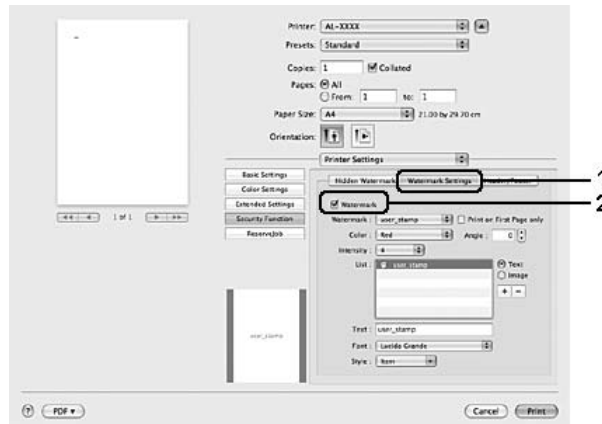 Printer: AL-XXXX
Presets: Standard
Copies: 1 Collated
Pages: All
From: 1 to: 1
Paper Size: A4 21.00 by 29.70 cm
Orientation:
Printer Settings
Basic Settings
Color Settings
Extended Settings
Security Function
ReserveJob
1 of 1
Hidden Watermark Watermark Settings 1
Watermark 2
Watermark : user_stamp Print on First Page only
Color : Red Angle : 0
Intensity : 4
List : user_stamp Text
Image
+ -
Text : user_stamp
Font : Lucida Grande
Style :
user_stamp
? PDF ▾ Cancel Print